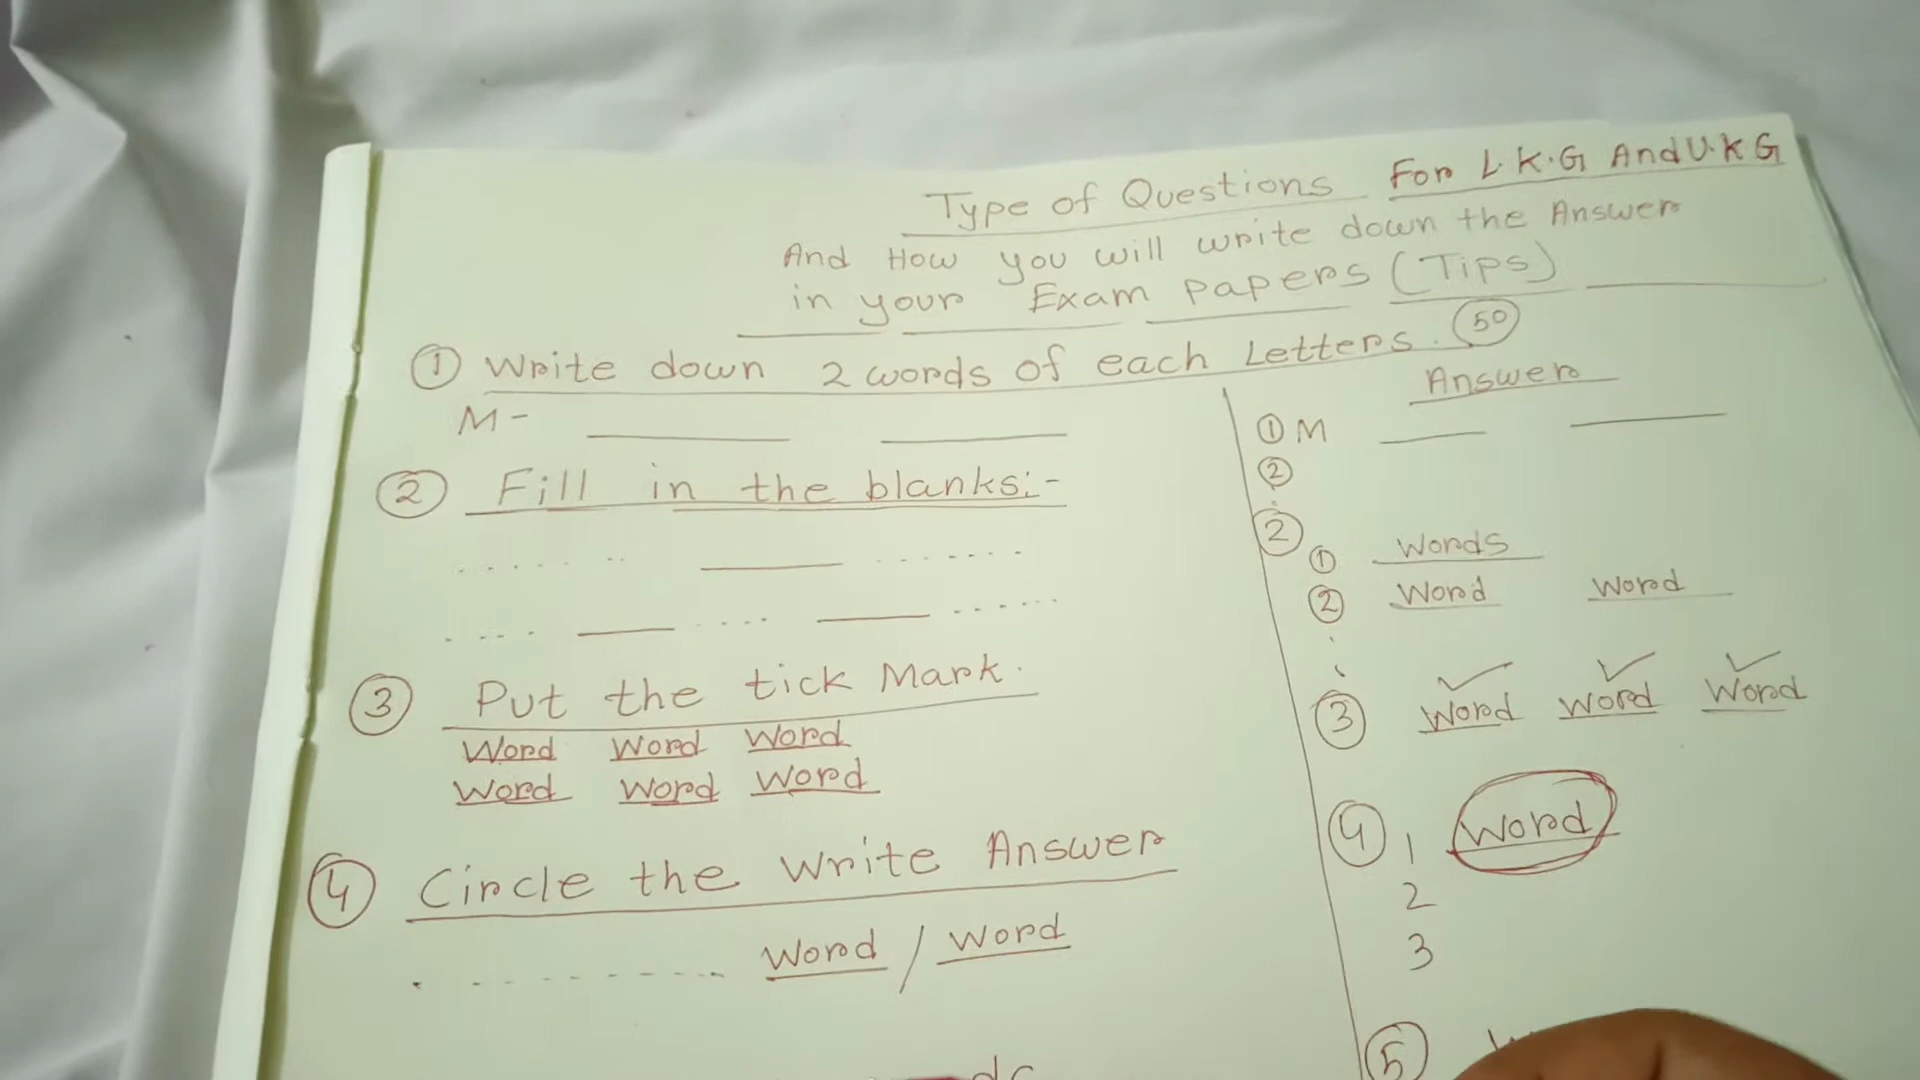 Type of Questions For L.K.G And U.K G
And How you will write down the Answer
in your Exam papers (Tips)
① Write down 2 words of each Letters. 50
M -
② Fill in the blanks:-
③ Put the tick Mark.
Word Word Word
Word Word Word
④ Circle the Write Answer
Word / Word
Answer
① M
②
②
① Words
② Word Word
③ Word Word Word
④ 1 Word
2
3
⑤